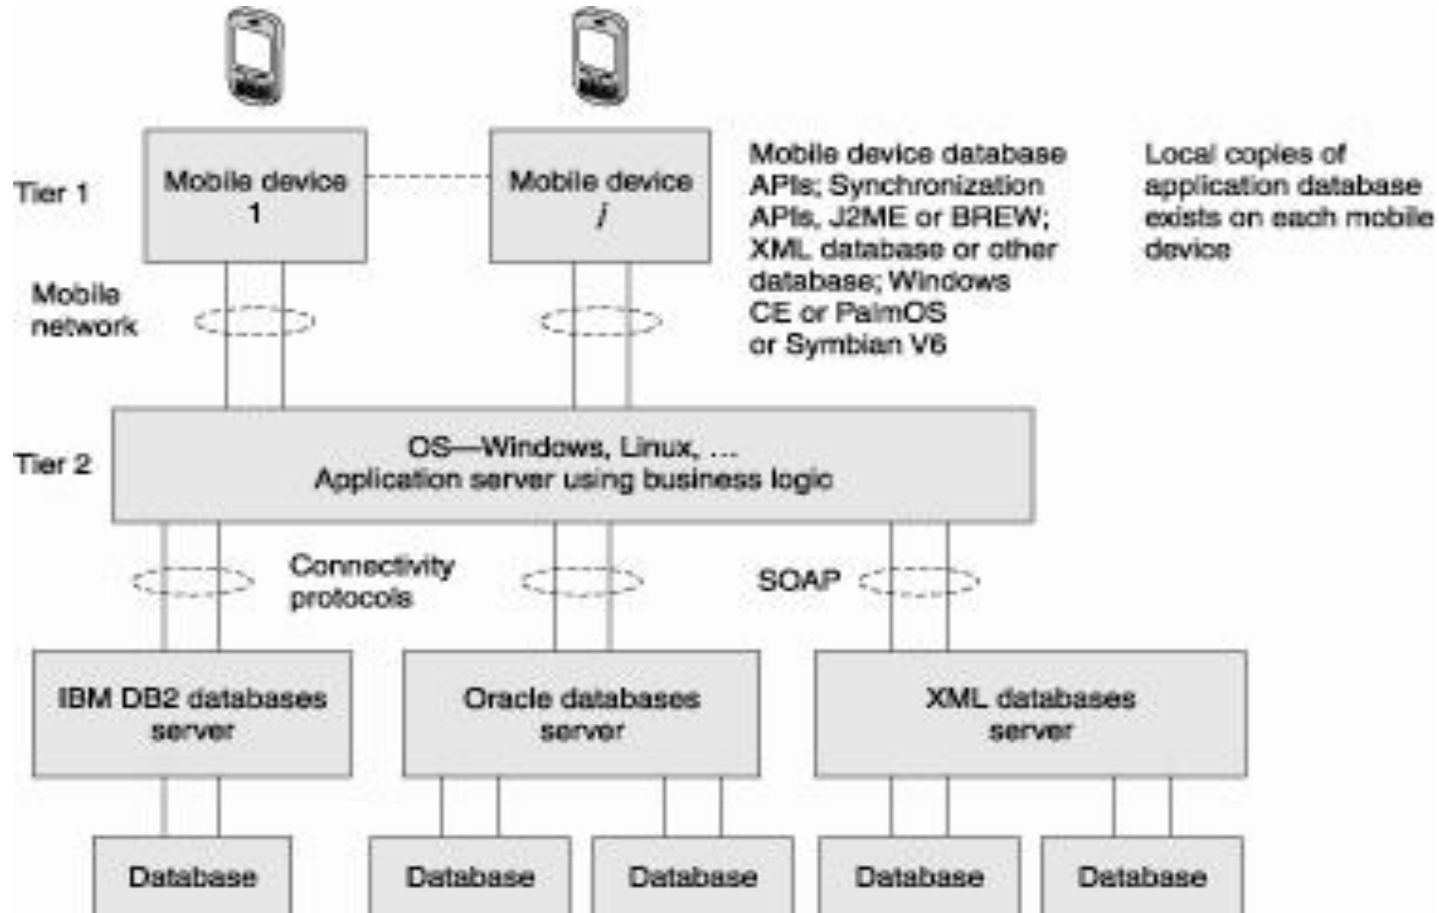 Mobile device
1
Mobile device
j
Tier 1
Mobile device database
APIs; Synchronization
APIs, J2ME or BREW;
XML database or other
database; Windows
CE or PalmOS
or Symbian V6
Local copies of
application database
exists on each mobile
device
Mobile
network
Tier 2
OS—Windows, Linux, ...
Application server using business logic
Connectivity
protocols
SOAP
IBM DB2 databases
server
Oracle databases
server
XML databases
server
Database
Database
Database
Database
Database